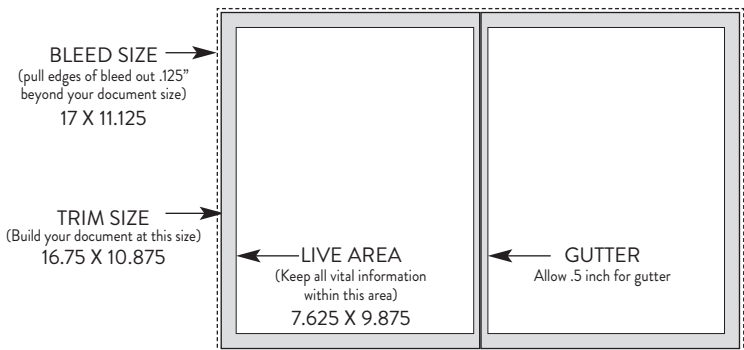 BLEED SIZE
(pull edges of bleed out .125”
beyond your document size)
17 X 11.125
TRIM SIZE
(Build your document at this size)
16.75 X 10.875
LIVE AREA
(Keep all vital information
within this area)
7.625 X 9.875
GUTTER
Allow .5 inch for gutter